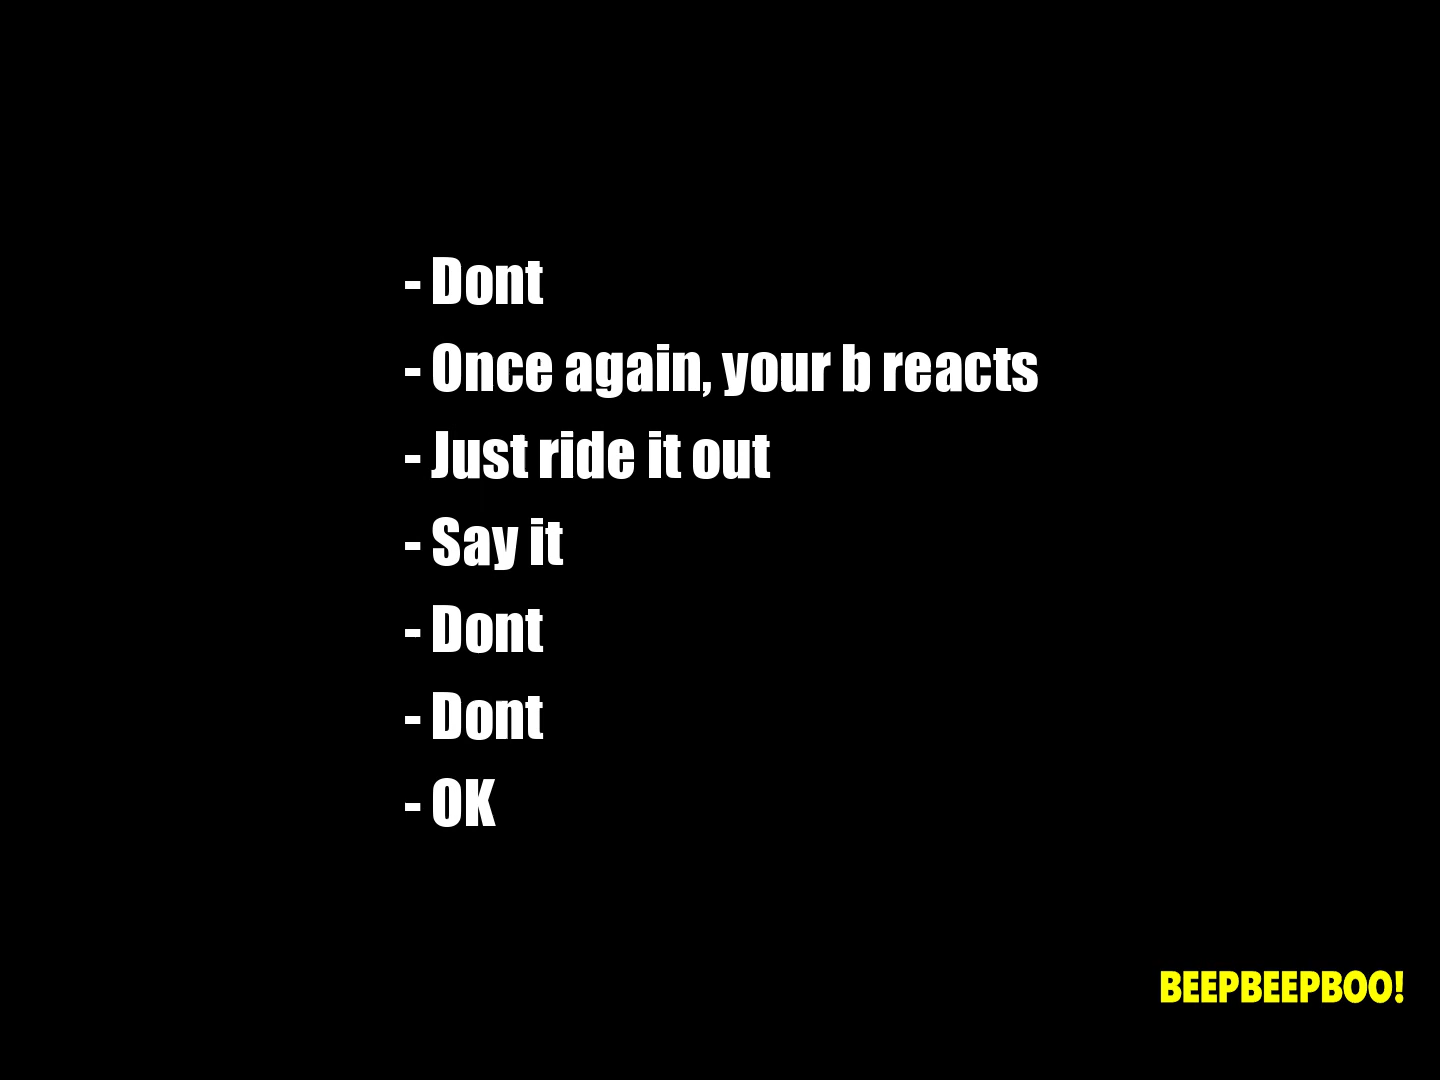 - Dont
- Once again, your b reacts
- Just ride it out
- Say it
- Dont
- Dont
- OK
BEEPBEEPBOO!